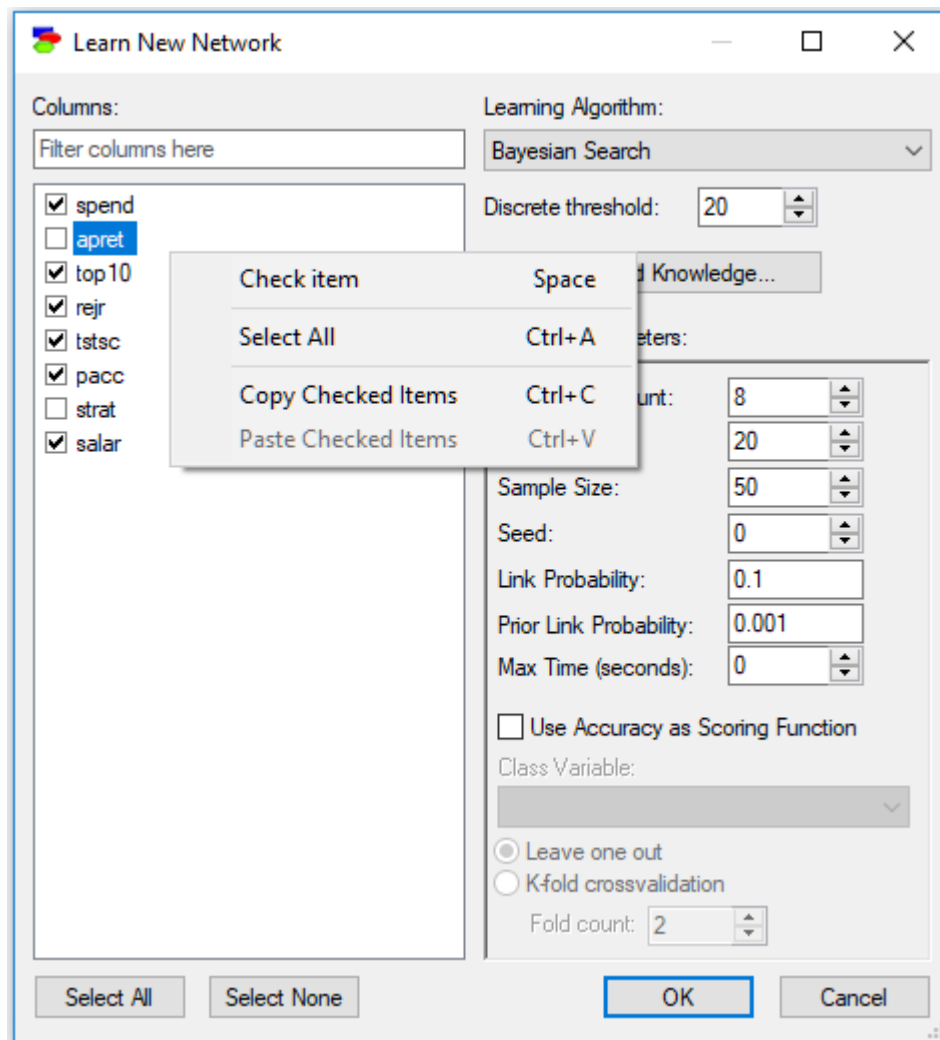 Learn New Network
Columns:
Filter columns here
spend
apret
top10
rejr
tstsc
pacc
strat
salar
Check item Space
Select All Ctrl+A
Copy Checked Items Ctrl+C
Paste Checked Items Ctrl+V
Learning Algorithm:
Bayesian Search
Discrete threshold: 20
Knowledge...
8
20
Sample Size: 50
Seed: 0
Link Probability: 0.1
Prior Link Probability: 0.001
Max Time (seconds): 0
Use Accuracy as Scoring Function
Class Variable:
Leave one out
K-fold crossvalidation
Fold count: 2
Select All
Select None
OK
Cancel